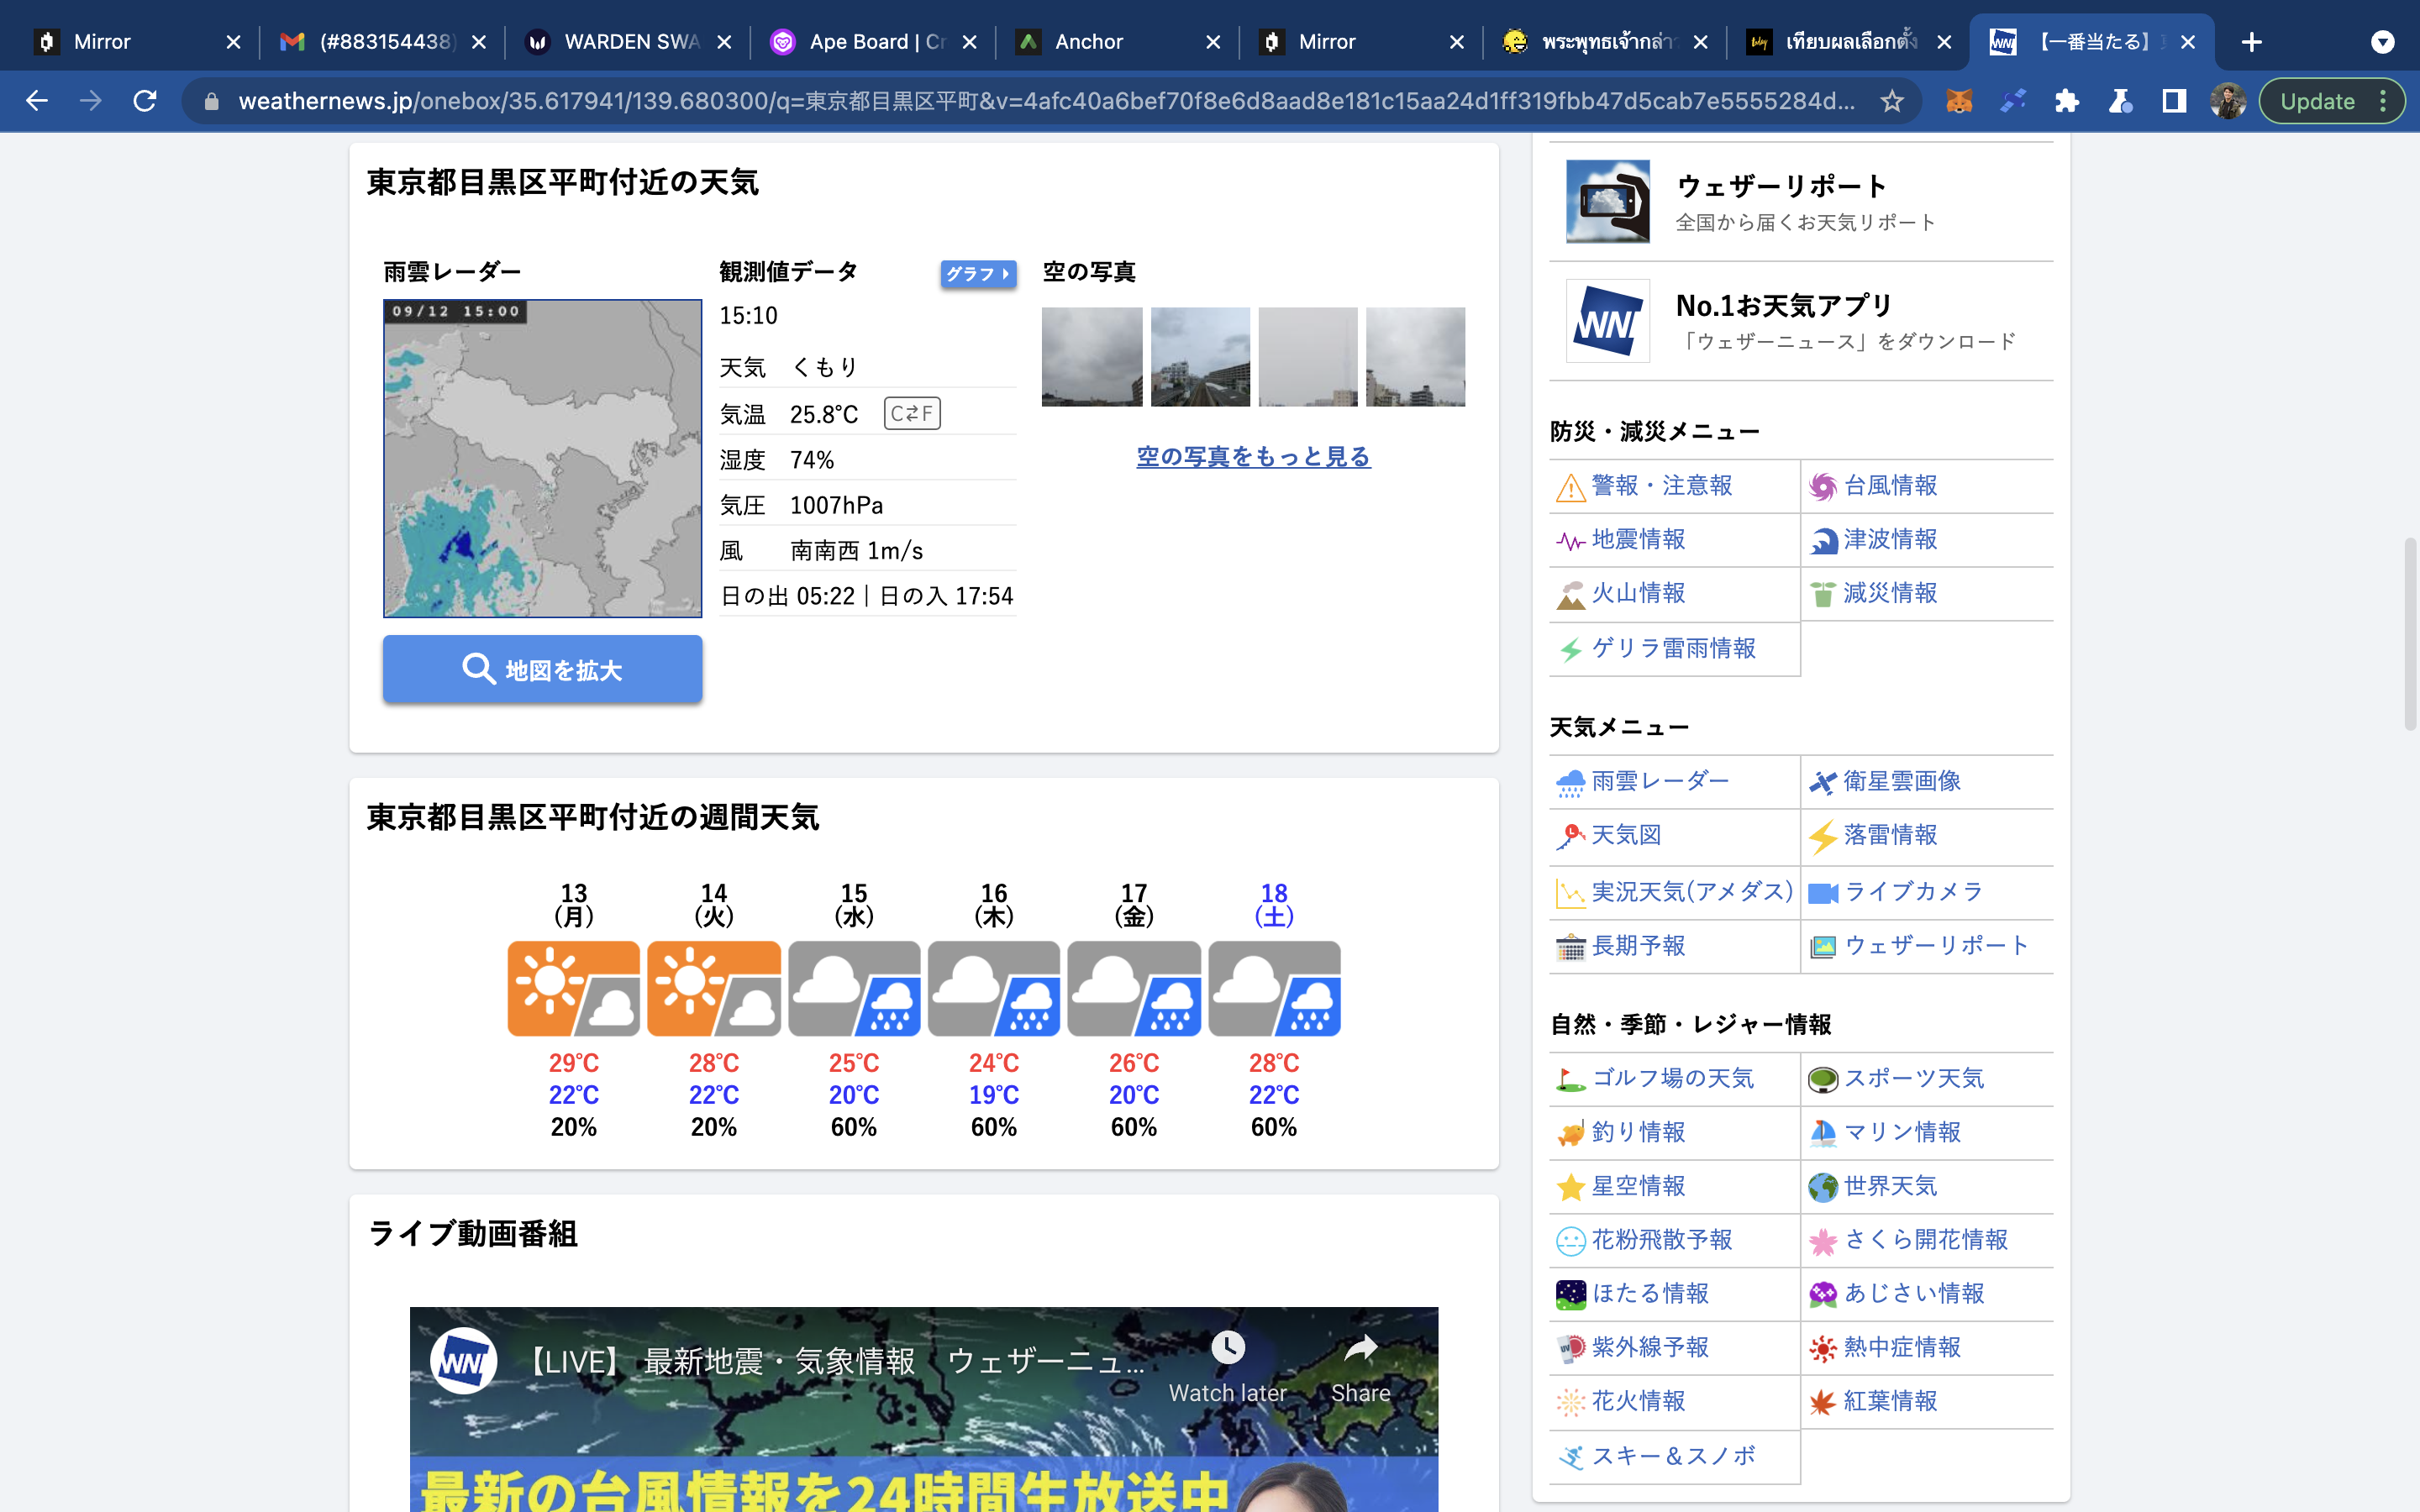 Mirror
(#883154438)
WARDEN SWA
Ape Board | Cr
Anchor
Mirror
พระพุทธเจ้ากล่าว
เทียบผลเลือกตั้ง
【一番当たる】
weathernews.jp/onebox/35.617941/139.680300/q=東京都目黒区平町&v=4afc40a6bef70f8e6d8aad8e181c15aa24d1ff319fbb47d5cab7e5555284d...
Update
東京都目黒区平町付近の天気
雨雲レーダー
09/12 15:00
地図を拡大
観測値データ
グラフ
15:10
天気 くもり
気温 25.8℃ C⇄F
湿度 74%
気圧 1007hPa
風 南南西 1m/s
日の出 05:22｜日の入 17:54
空の写真
空の写真をもっと見る
東京都目黒区平町付近の週間天気
13 14 15 16 17 18
(月) (火) (水) (木) (金) (土)
29℃ 28℃ 25℃ 24℃ 26℃ 28℃
22℃ 22℃ 20℃ 19℃ 20℃ 22℃
20% 20% 60% 60% 60% 60%
ライブ動画番組
WNI
【LIVE】 最新地震・気象情報 ウェザーニュ...
Watch later
Share
最新の台風情報を24時間生放送中
ウェザーリポート
全国から届くお天気リポート
WNI
No.1お天気アプリ
「ウェザーニュース」をダウンロード
防災・減災メニュー
警報・注意報 台風情報
地震情報 津波情報
火山情報 減災情報
ゲリラ雷雨情報
天気メニュー
雨雲レーダー 衛星雲画像
天気図 落雷情報
実況天気(アメダス) ライブカメラ
長期予報 ウェザーリポート
自然・季節・レジャー情報
ゴルフ場の天気 スポーツ天気
釣り情報 マリン情報
星空情報 世界天気
花粉飛散予報 さくら開花情報
ほたる情報 あじさい情報
紫外線予報 熱中症情報
花火情報 紅葉情報
スキー＆スノボ